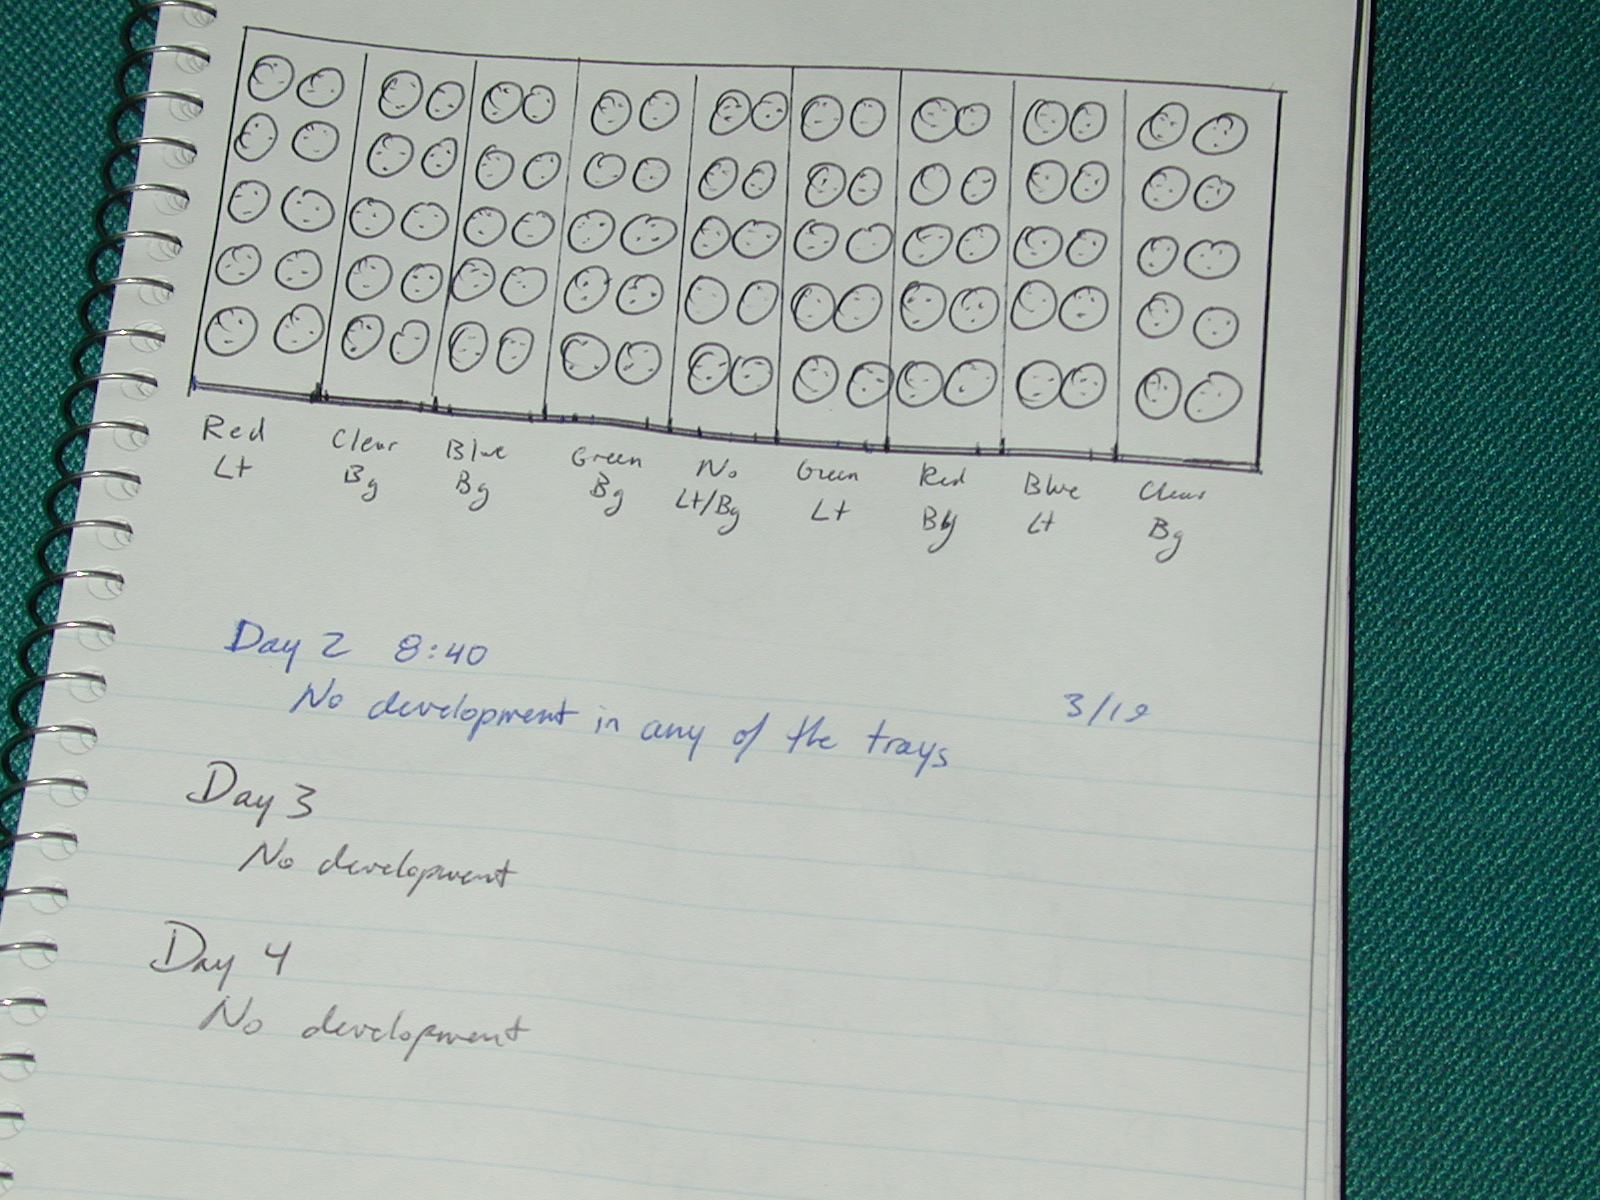 Red Clear Blue Green No Green Red Blue Clear
Lt Bg Bg Bg Lt/Bg Lt Bg Lt Bg
Day 2 8:40
3/19
No development in any of the trays
Day 3
No development
Day 4
No development